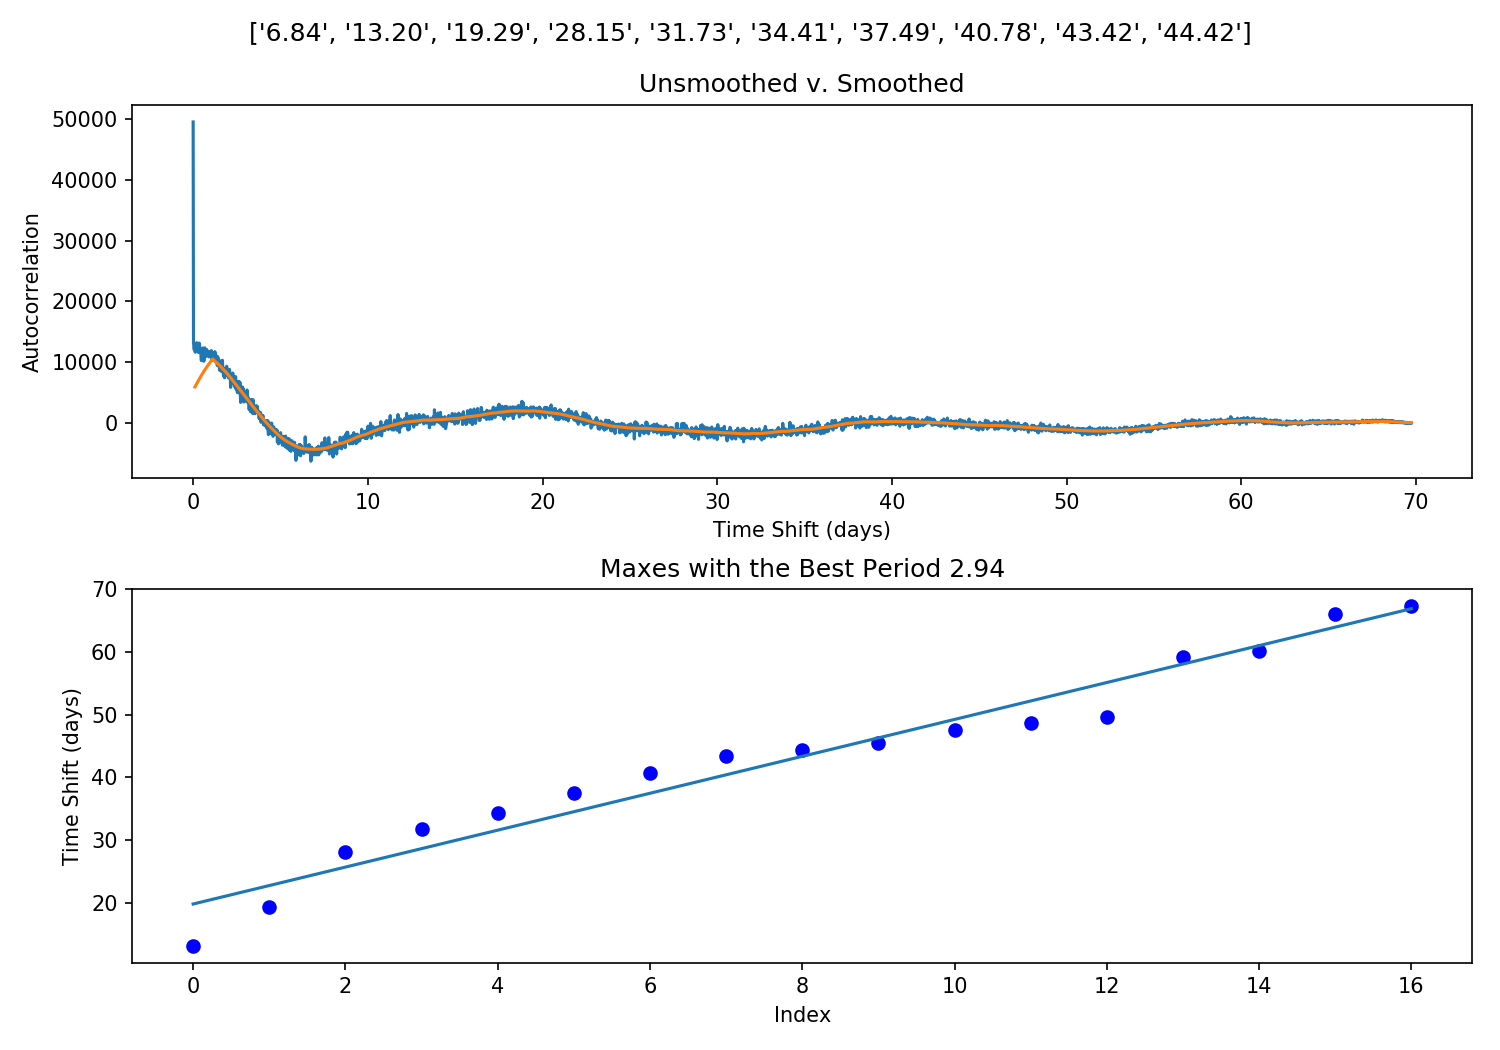 ['6.84', '13.20', '19.29', '28.15', '31.73', '34.41', '37.49', '40.78', '43.42', '44.42']
Unsmoothed v. Smoothed
50000
40000
30000
20000
10000
0
Autocorrelation
0 10 20 30 40 50 60 70
Time Shift (days)
Maxes with the Best Period 2.94
70
60
50
40
30
20
Time Shift (days)
0 2 4 6 8 10 12 14 16
Index